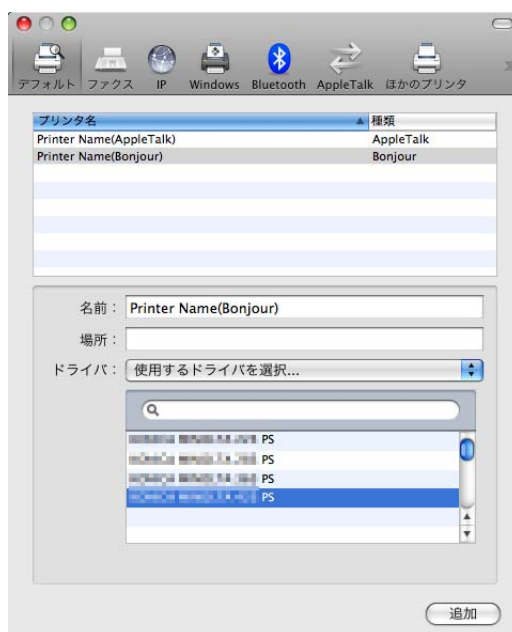 デフォルト ファクス IP Windows Bluetooth AppleTalk ほかのプリンタ
プリンタ名 種類
Printer Name(AppleTalk) AppleTalk
Printer Name(Bonjour) Bonjour
名前： Printer Name(Bonjour)
場所：
ドライバ： 使用するドライバを選択...
PS
PS
PS
PS
追加